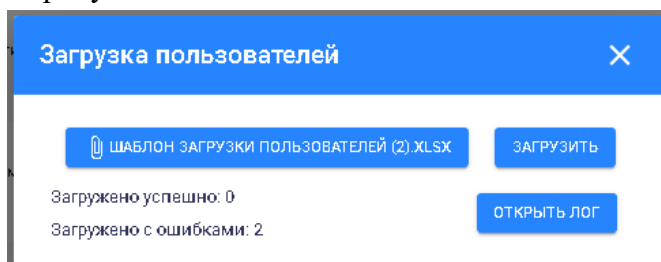 Загрузка пользователей
ШАБЛОН ЗАГРУЗКИ ПОЛЬЗОВАТЕЛЕЙ (2).XLSX
ЗАГРУЗИТЬ
Загружено успешно: 0
ОТКРЫТЬ ЛОГ
Загружено с ошибками: 2